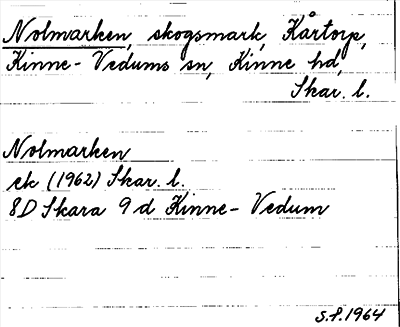 Nolmarken, skogsmark, Kårtorp,
Kinne-Vedums sn, Kinne hd,
Skar. l.
Nolmarken
ek (1962) Skar. l.
8D Skara 9 d Kinne-Vedum
S.F. 1964